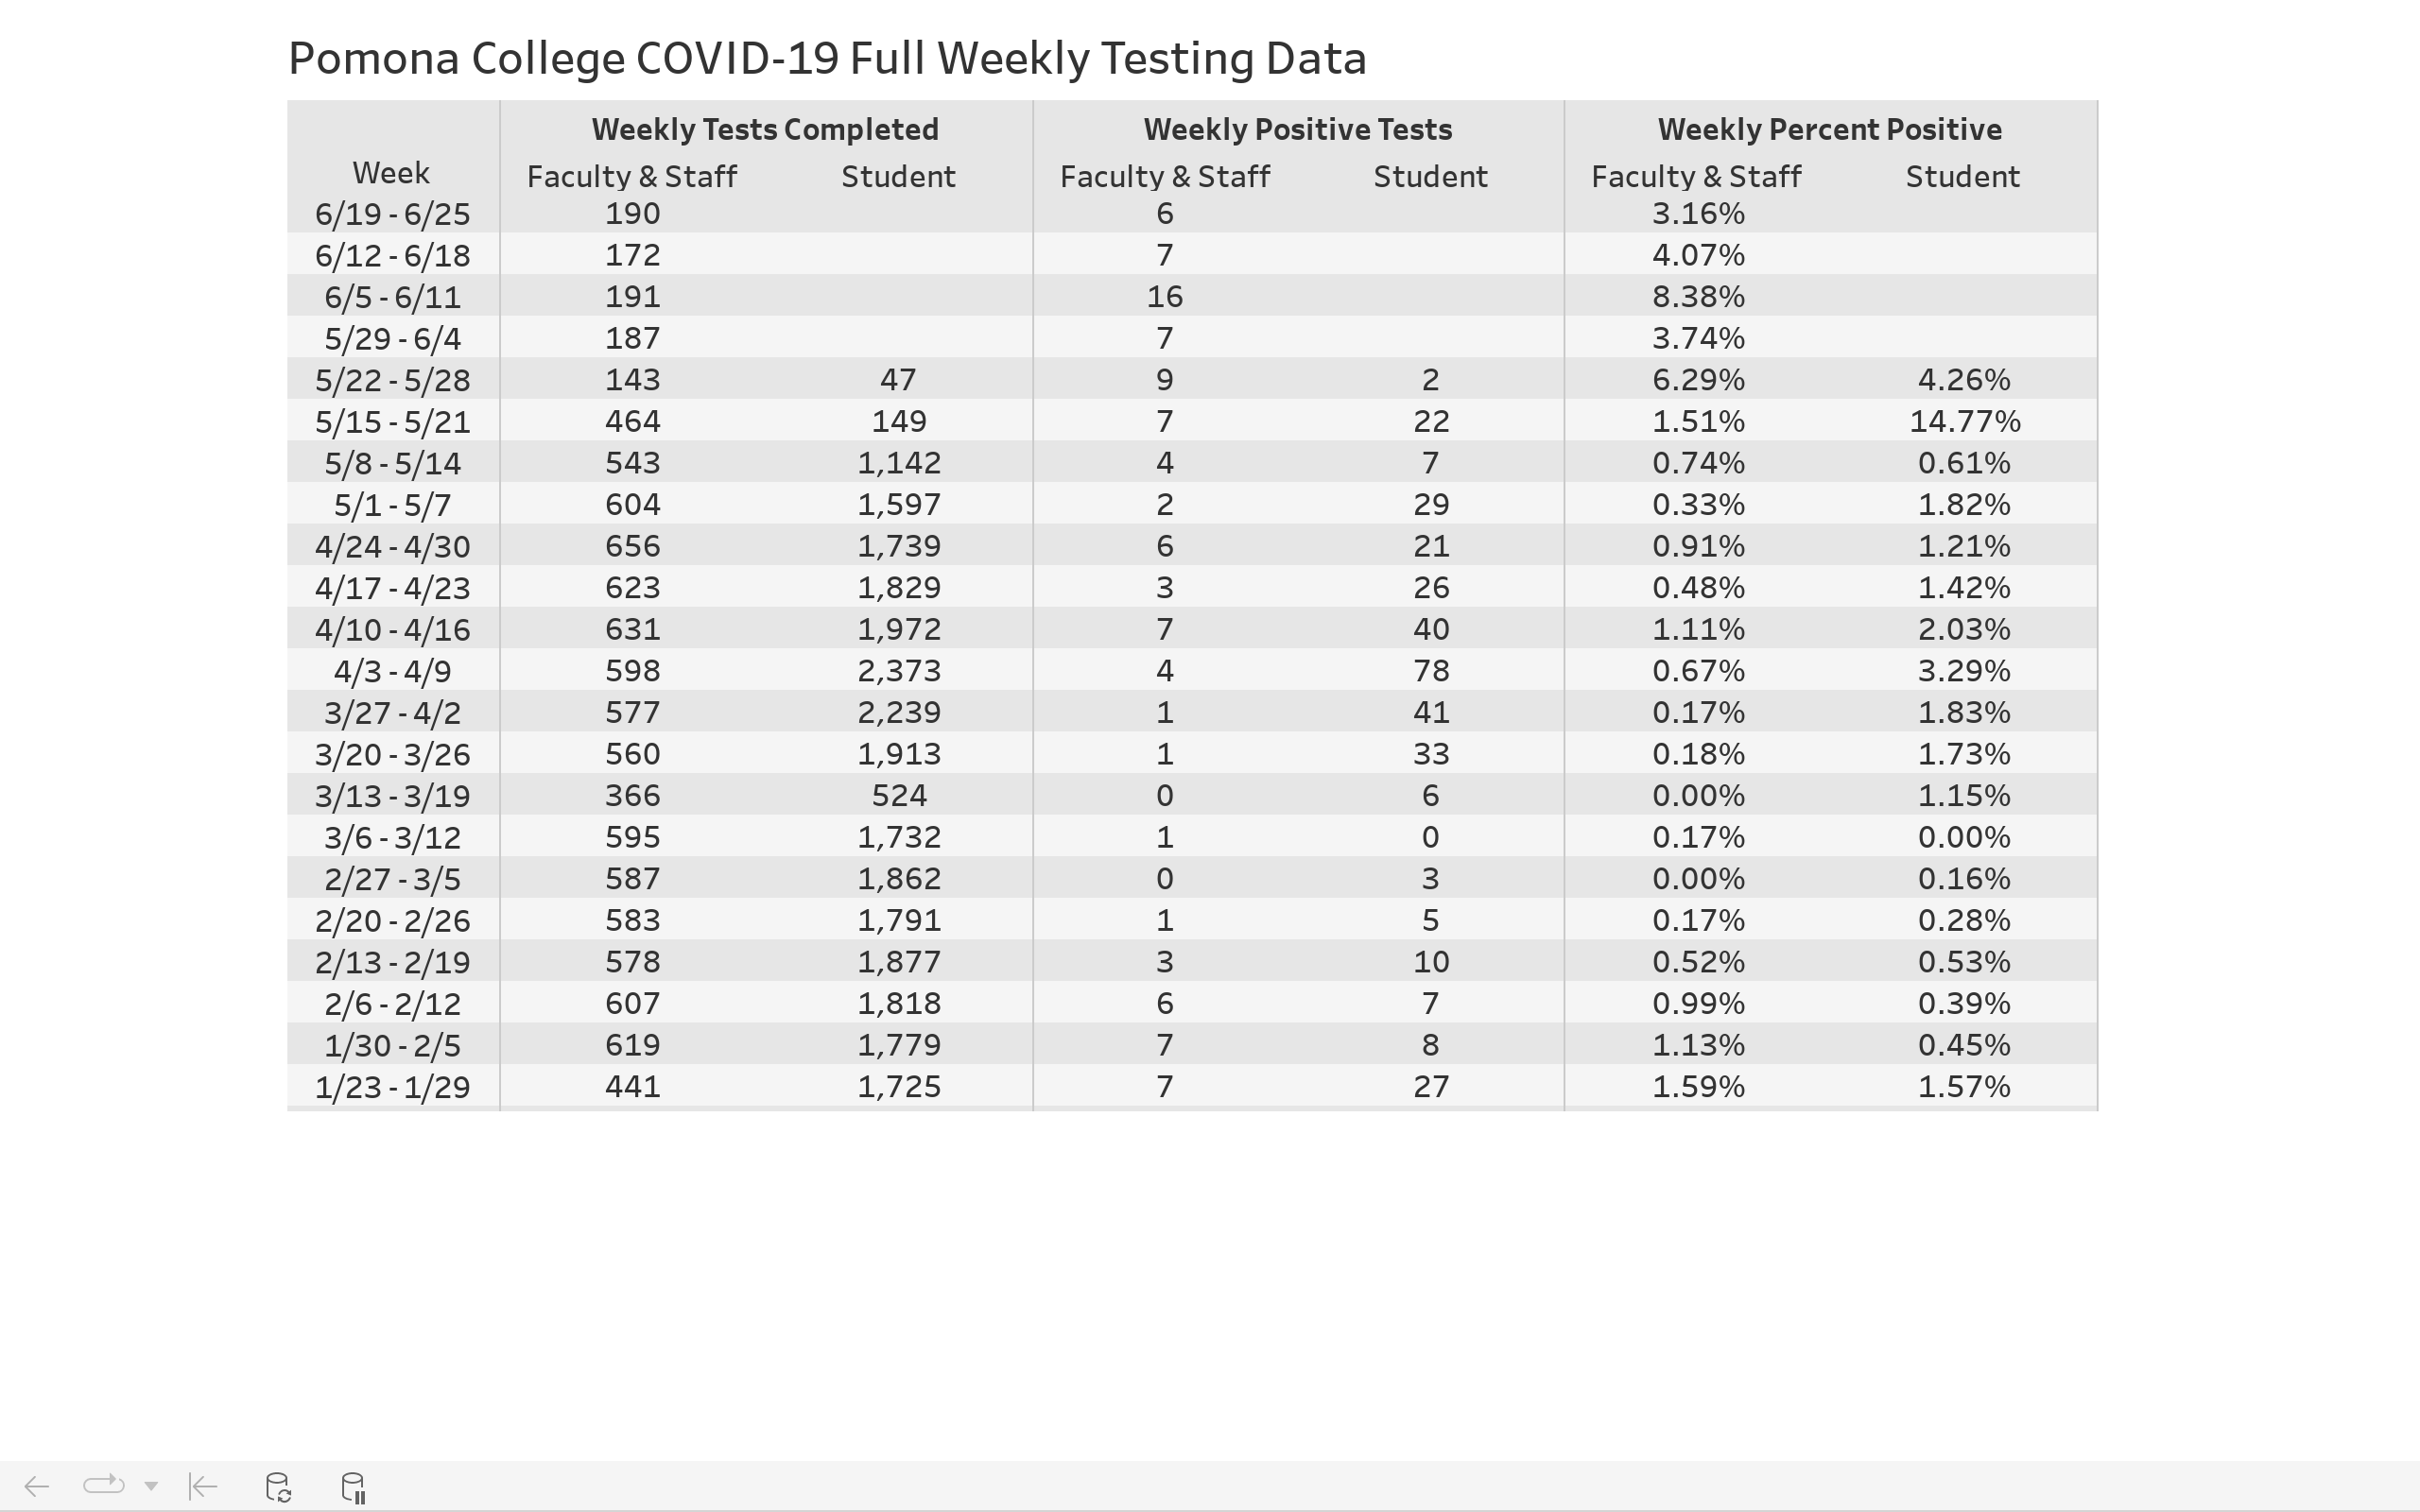 Pomona College COVID-19 Full Weekly Testing Data
Weekly Tests Completed Weekly Positive Tests Weekly Percent Positive
Week Faculty & Staff Student Faculty & Staff Student Faculty & Staff Student
6/19 - 6/25 190 6 3.16%
6/12 - 6/18 172 7 4.07%
6/5 - 6/11 191 16 8.38%
5/29 - 6/4 187 7 3.74%
5/22 - 5/28 143 47 9 2 6.29% 4.26%
5/15 - 5/21 464 149 7 22 1.51% 14.77%
5/8 - 5/14 543 1,142 4 7 0.74% 0.61%
5/1 - 5/7 604 1,597 2 29 0.33% 1.82%
4/24 - 4/30 656 1,739 6 21 0.91% 1.21%
4/17 - 4/23 623 1,829 3 26 0.48% 1.42%
4/10 - 4/16 631 1,972 7 40 1.11% 2.03%
4/3 - 4/9 598 2,373 4 78 0.67% 3.29%
3/27 - 4/2 577 2,239 1 41 0.17% 1.83%
3/20 - 3/26 560 1,913 1 33 0.18% 1.73%
3/13 - 3/19 366 524 0 6 0.00% 1.15%
3/6 - 3/12 595 1,732 1 0 0.17% 0.00%
2/27 - 3/5 587 1,862 0 3 0.00% 0.16%
2/20 - 2/26 583 1,791 1 5 0.17% 0.28%
2/13 - 2/19 578 1,877 3 10 0.52% 0.53%
2/6 - 2/12 607 1,818 6 7 0.99% 0.39%
1/30 - 2/5 619 1,779 7 8 1.13% 0.45%
1/23 - 1/29 441 1,725 7 27 1.59% 1.57%